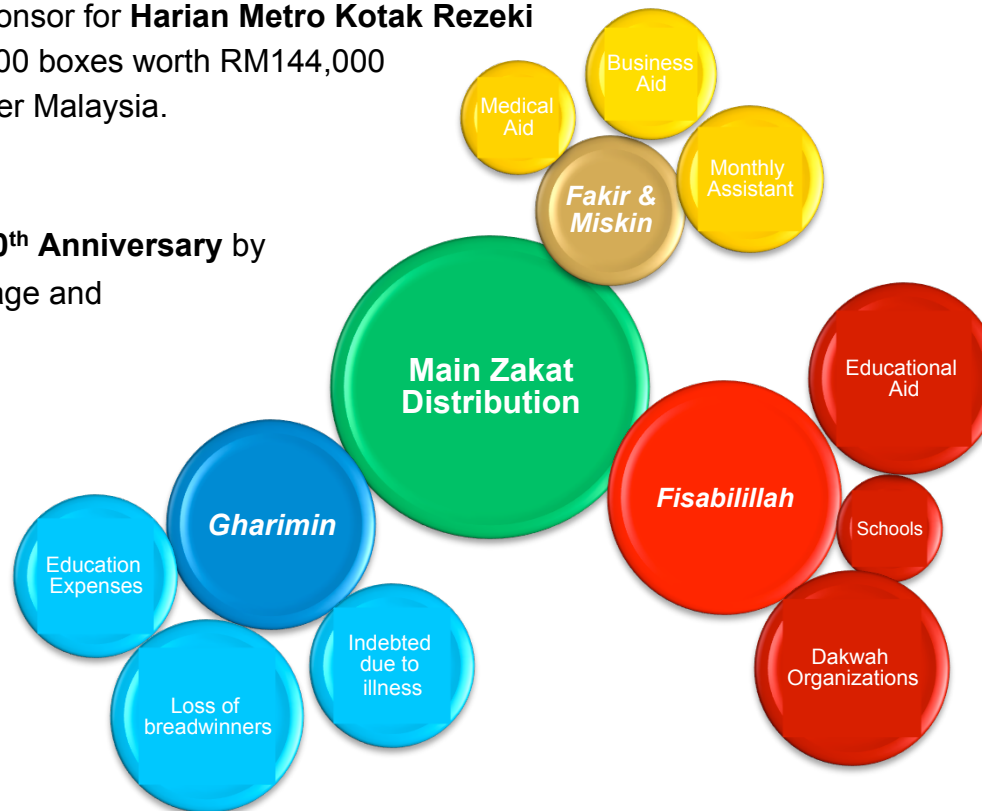 onsor for Harian Metro Kotak Rezeki
00 boxes worth RM144,000
er Malaysia.
0th Anniversary by
age and
Business
Aid
Medical
Aid
Monthly
Assistant
Fakir &
Miskin
Main Zakat
Distribution
Educational
Aid
Fisabilillah
Schools
Dakwah
Organizations
Gharimin
Education
Expenses
Indebted
due to
illness
Loss of
breadwinners